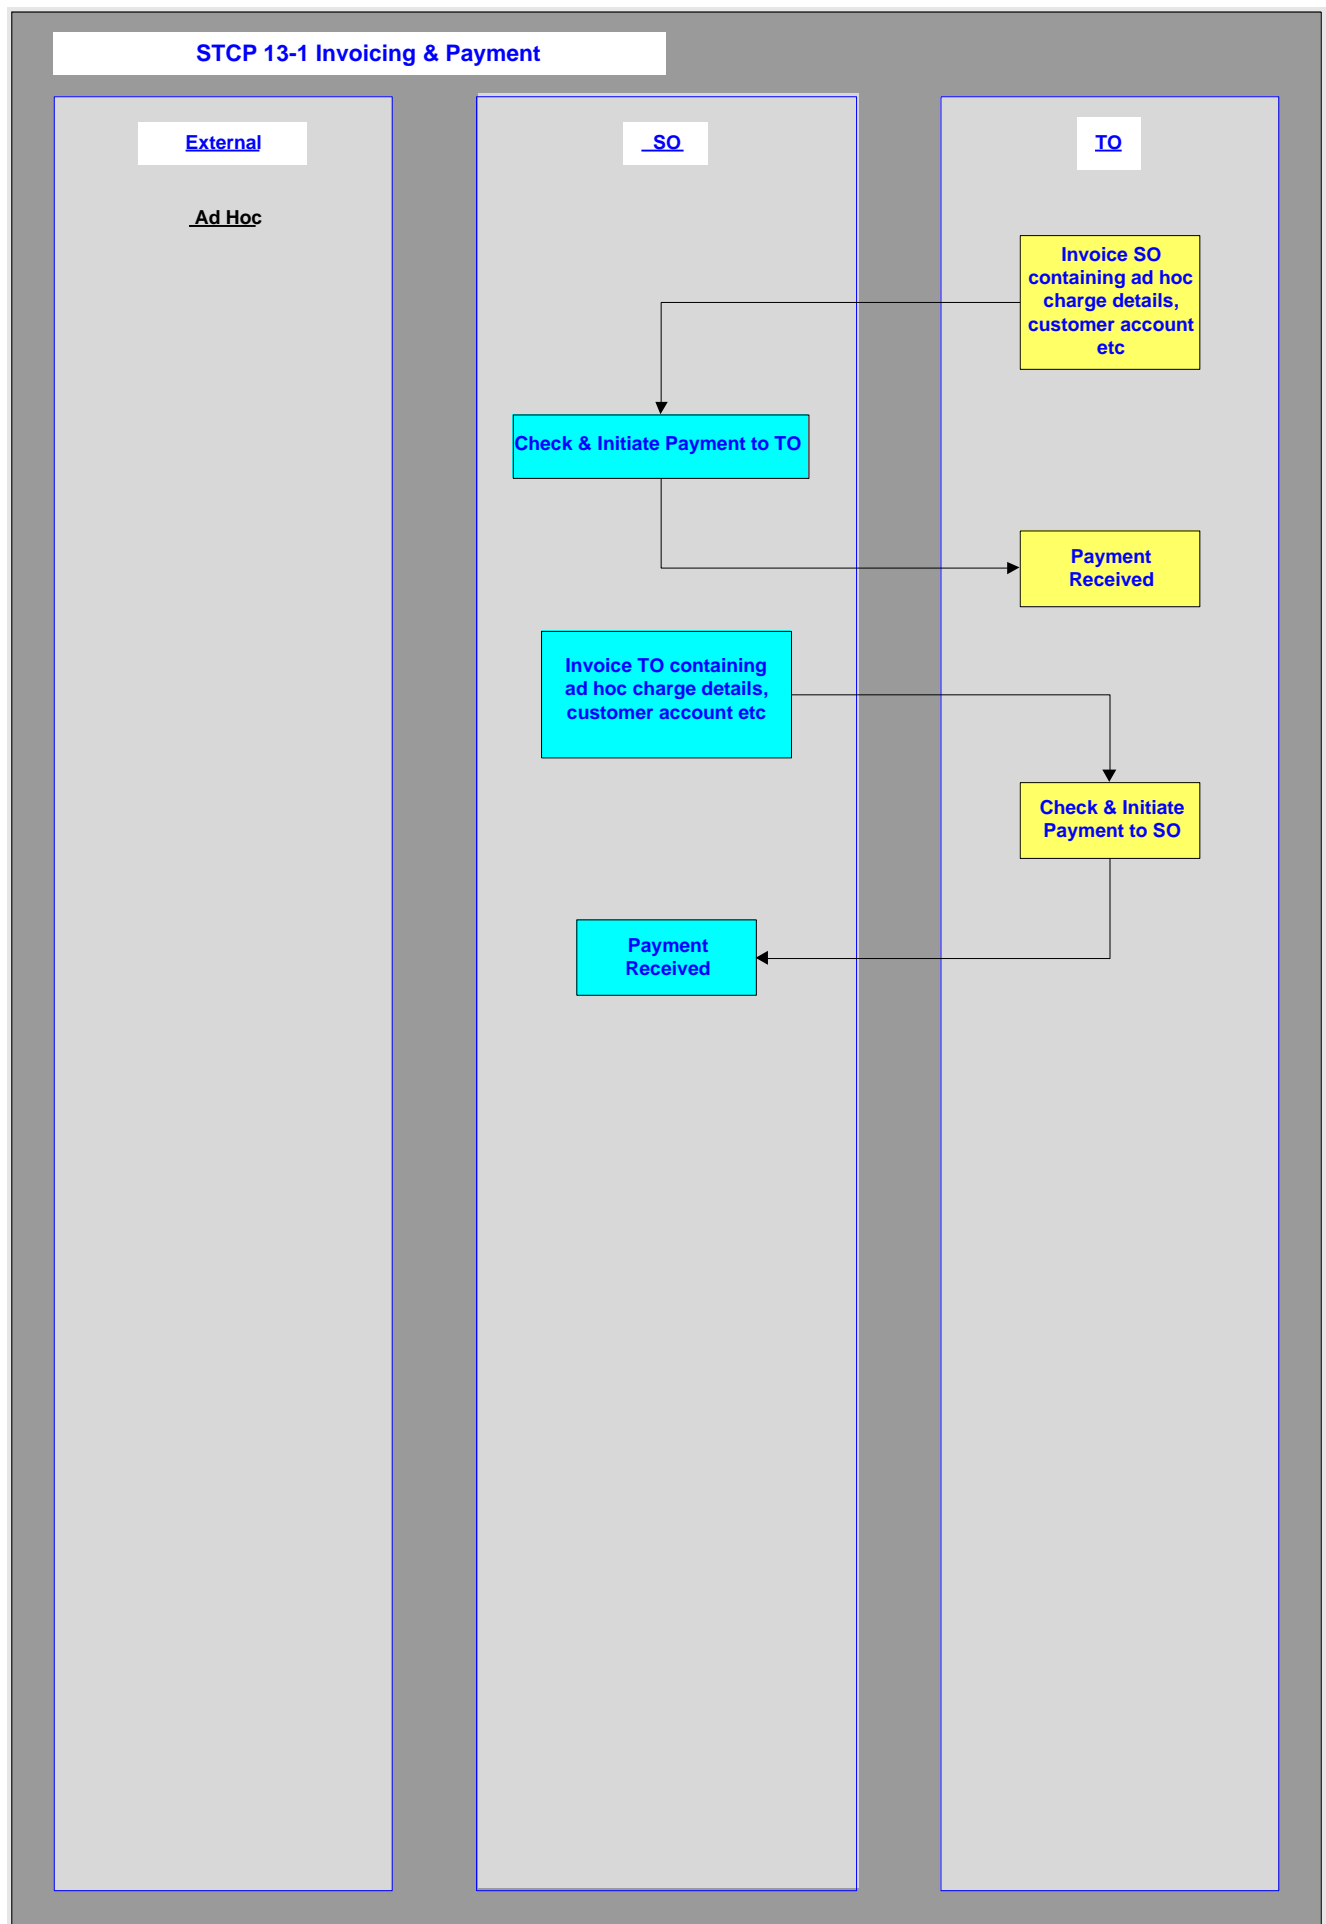 STCP 13-1 Invoicing & Payment
External
SO
TO
Ad Hoc
Invoice SO
containing ad hoc
charge details,
customer account
etc
Check & Initiate Payment to TO
Payment
Received
Invoice TO containing
ad hoc charge details,
customer account etc
Check & Initiate
Payment to SO
Payment
Received